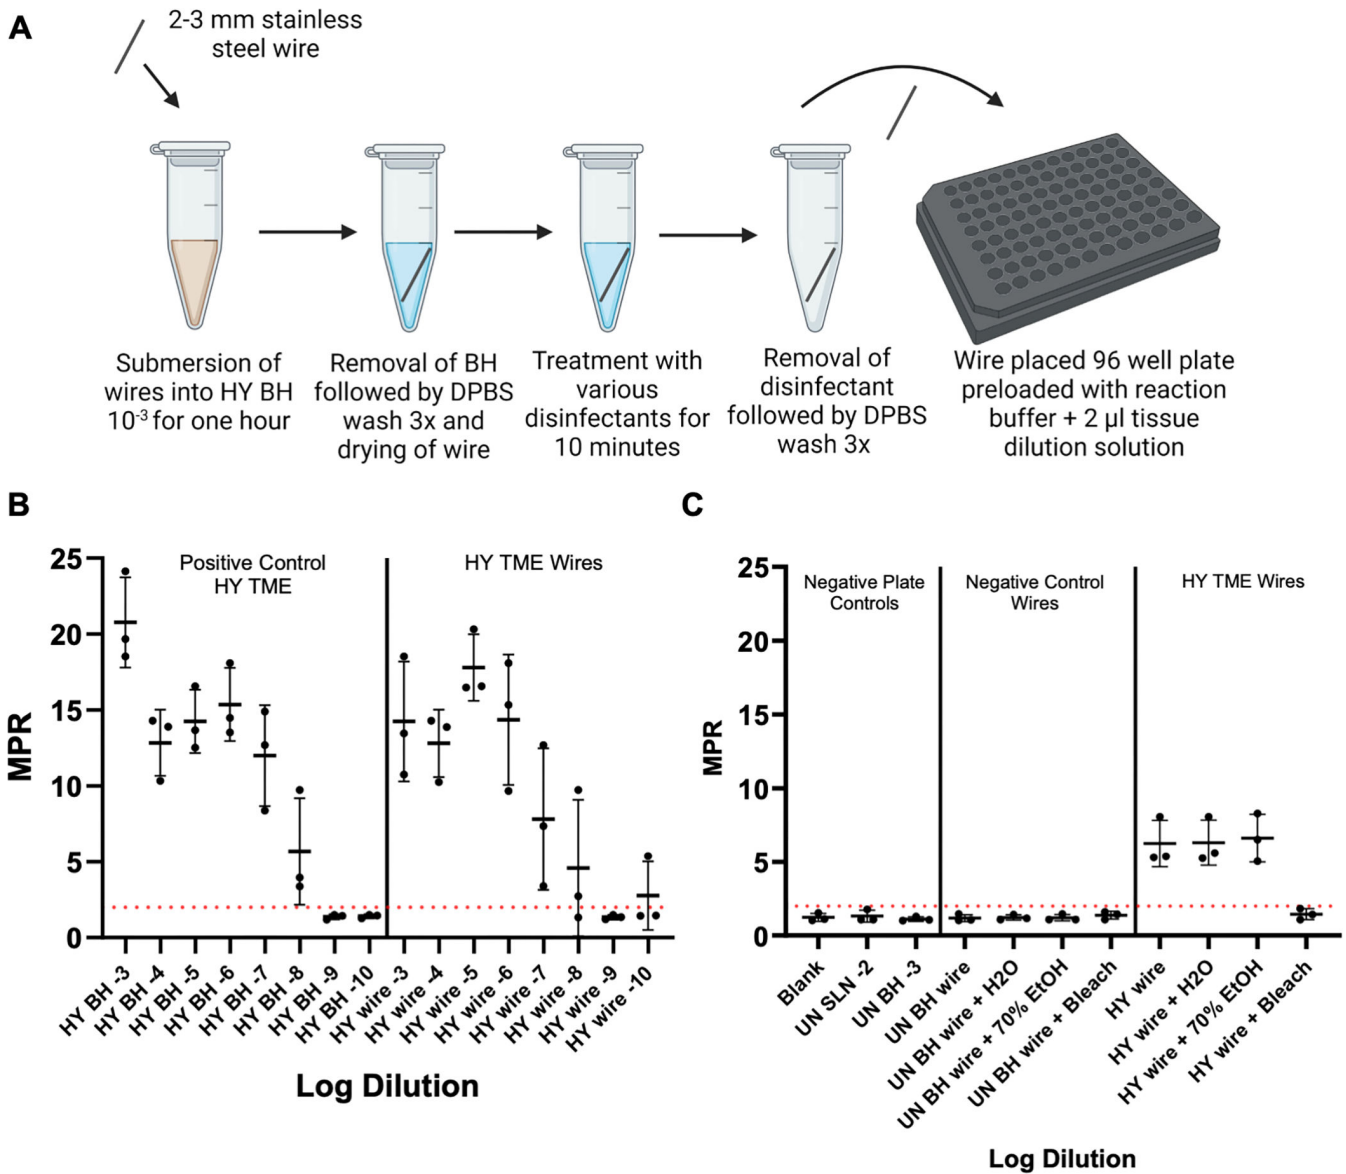 A
2-3 mm stainless
steel wire
Submersion of
wires into HY BH
10-3 for one hour
Removal of BH
followed by DPBS
wash 3x and
drying of wire
Treatment with
various
disinfectants for
10 minutes
Removal of
disinfectant
followed by DPBS
wash 3x
Wire placed 96 well plate
preloaded with reaction
buffer + 2 µl tissue
dilution solution
B
MPR
25
20
15
10
5
0
Positive Control
HY TME
HY TME Wires
HY BH -3
HY BH -4
HY BH -5
HY BH -6
HY BH -7
HY BH -8
HY BH -9
HY BH -10
HY wire -3
HY wire -4
HY wire -5
HY wire -6
HY wire -7
HY wire -8
HY wire -9
HY wire -10
Log Dilution
C
MPR
25
20
15
10
5
0
Negative Plate
Controls
Negative Control
Wires
HY TME Wires
Blank
UN SLN -2
UN BH -3
UN BH wire
UN BH wire + H2O
UN BH wire + 70% EtOH
UN BH wire + Bleach
HY wire
HY wire + H2O
HY wire + 70% EtOH
HY wire + Bleach
Log Dilution